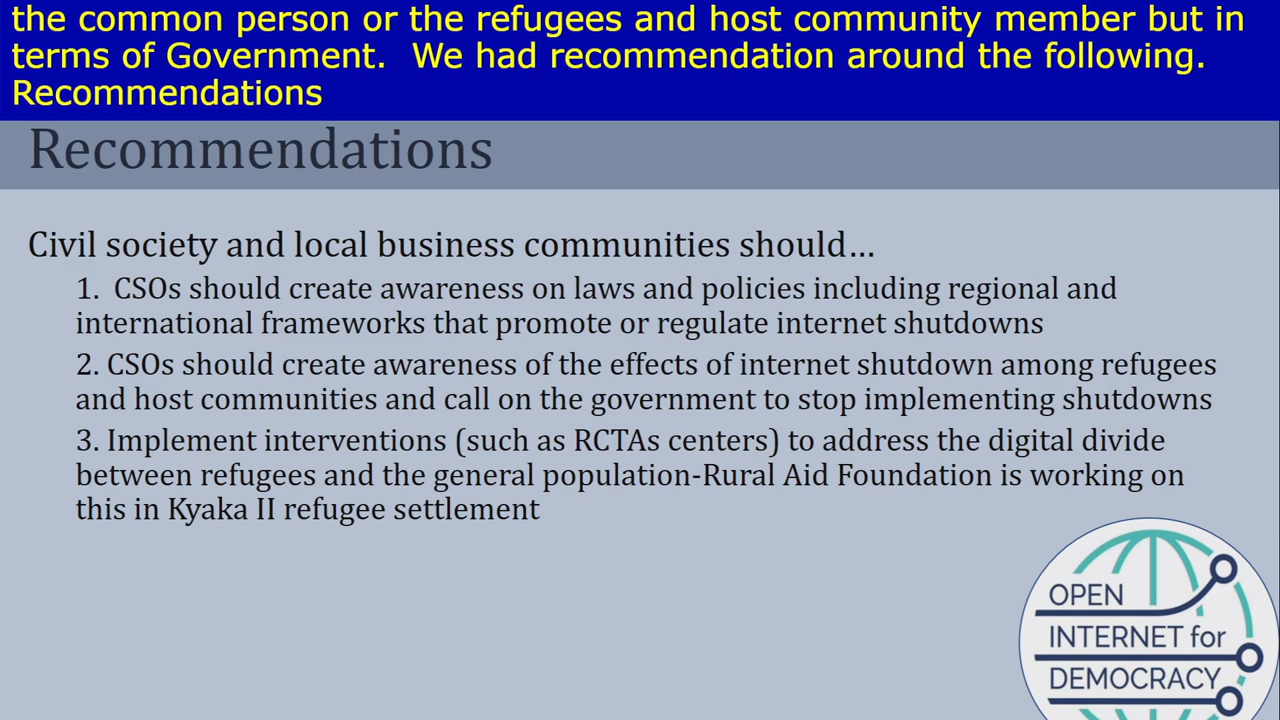 the common person or the refugees and host community member but in
terms of Government.  We had recommendation around the following.
Recommendations
Recommendations
Civil society and local business communities should…
1.  CSOs should create awareness on laws and policies including regional and
international frameworks that promote or regulate internet shutdowns
2. CSOs should create awareness of the effects of internet shutdown among refugees
and host communities and call on the government to stop implementing shutdowns
3. Implement interventions (such as RCTAs centers) to address the digital divide
between refugees and the general population-Rural Aid Foundation is working on
this in Kyaka II refugee settlement
OPEN
INTERNET for
DEMOCRACY